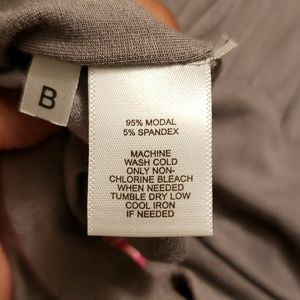 B
95% MODAL
5% SPANDEX
MACHINE
WASH COLD
ONLY NON-
CHLORINE BLEACH
WHEN NEEDED
TUMBLE DRY LOW
COOL IRON
IF NEEDED